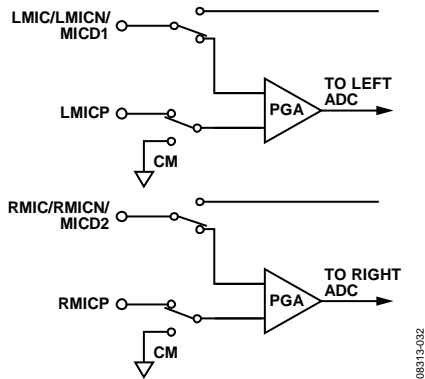 LMIC/LMICN/
MICD1
LMICP
CM
PGA
TO LEFT
ADC
RMIC/RMICN/
MICD2
RMICP
CM
PGA
TO RIGHT
ADC
08313-032